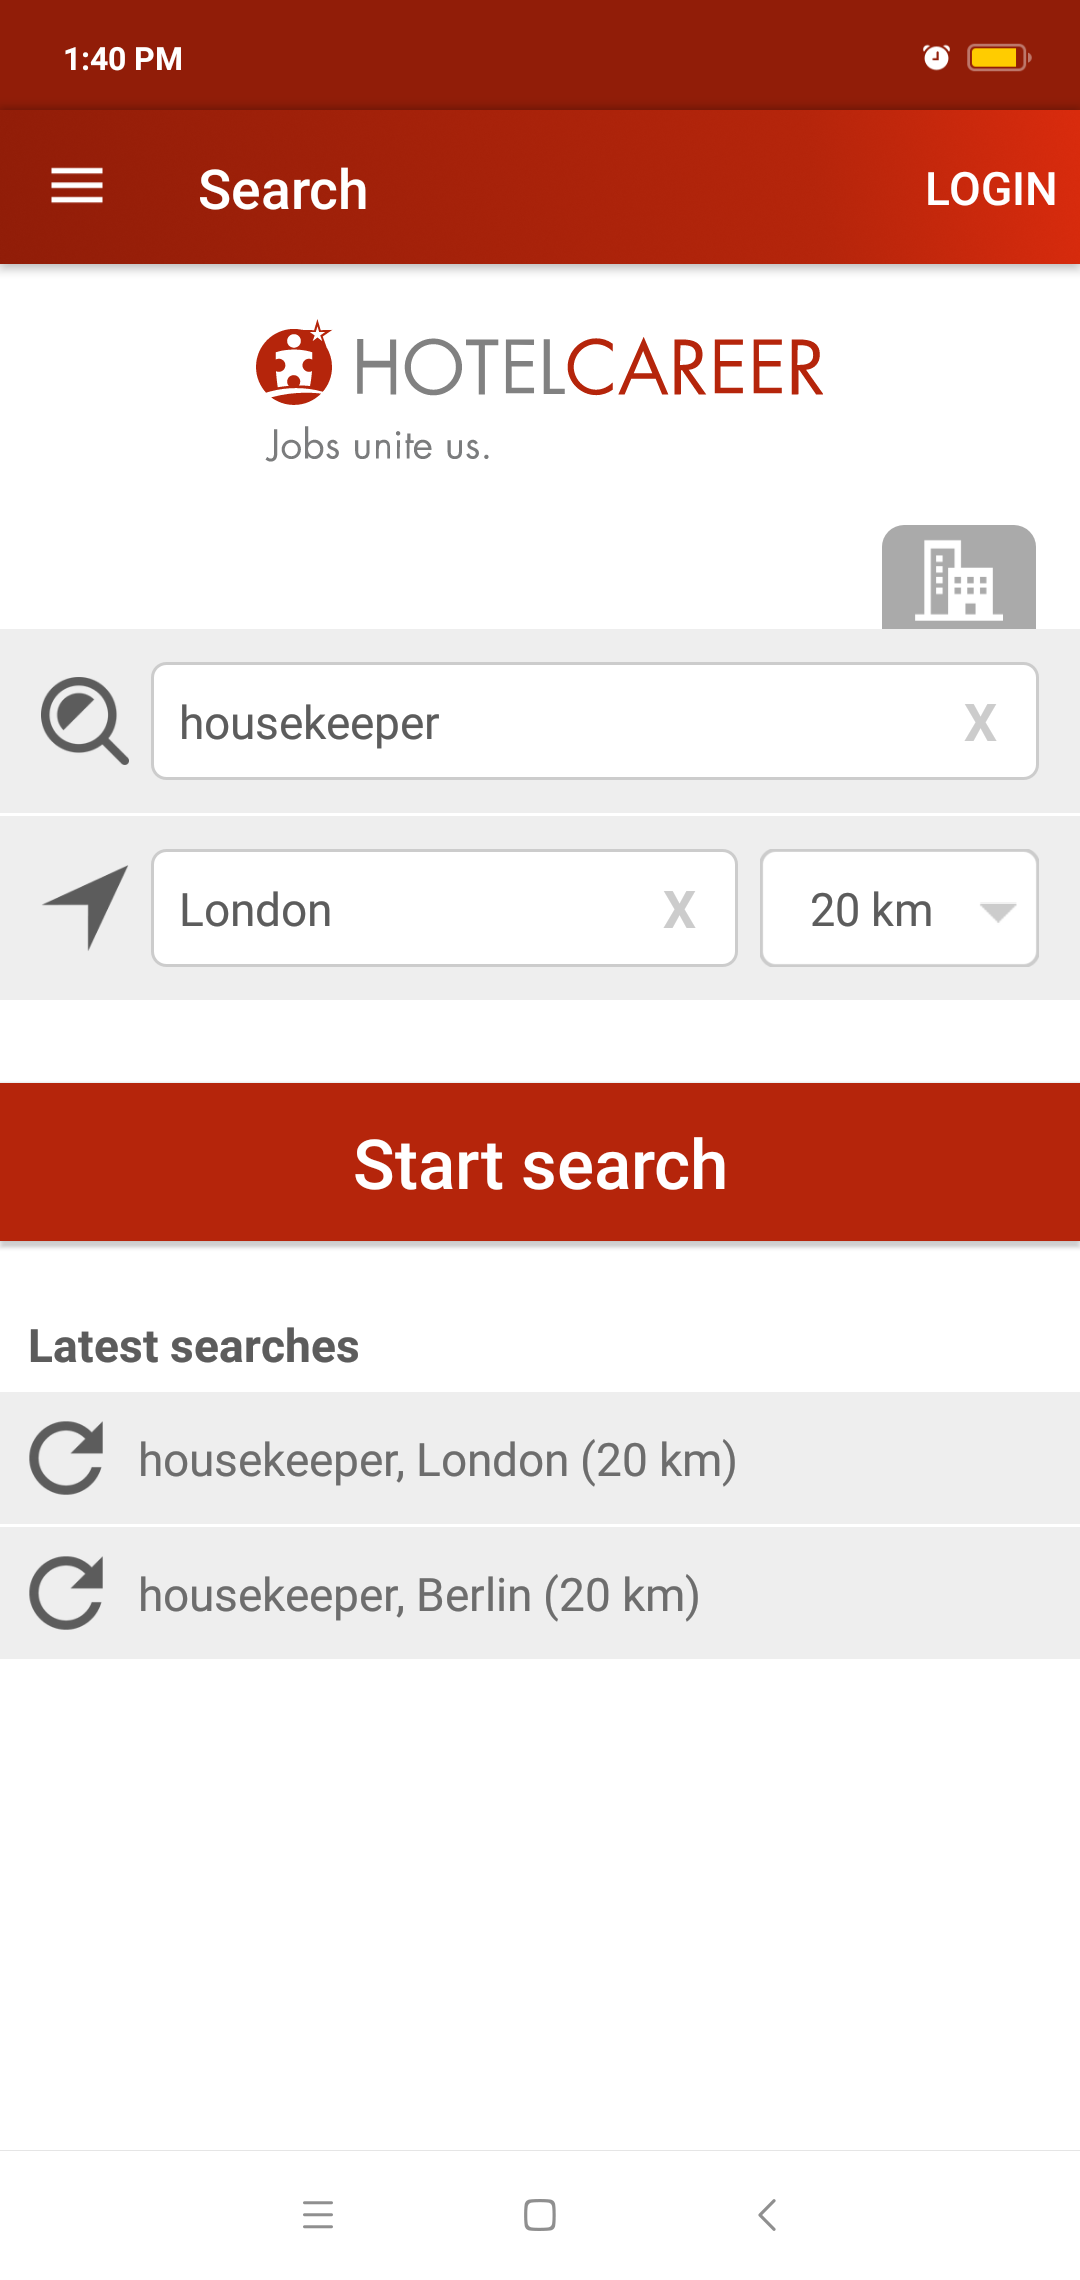 1:40 PM
Search
LOGIN
HOTELCAREER
Jobs unite us.
housekeeper X
London X 20 km
Start search
Latest searches
housekeeper, London (20 km)
housekeeper, Berlin (20 km)